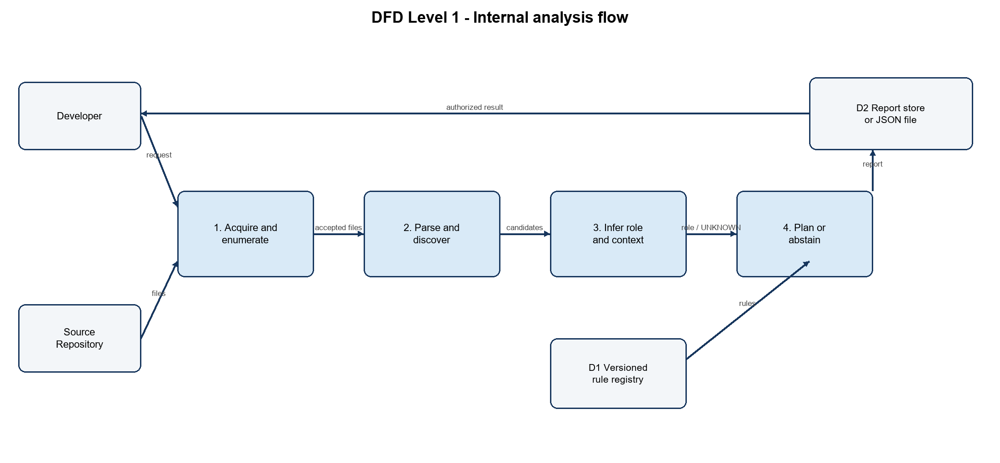 DFD Level 1 - Internal analysis flow
Developer
authorized result
D2 Report store
or JSON file
request
report
1. Acquire and
enumerate
accepted files
2. Parse and
discover
candidates
3. Infer role
and context
role / UNKNOWN
4. Plan or
abstain
files
rules
Source
Repository
D1 Versioned
rule registry